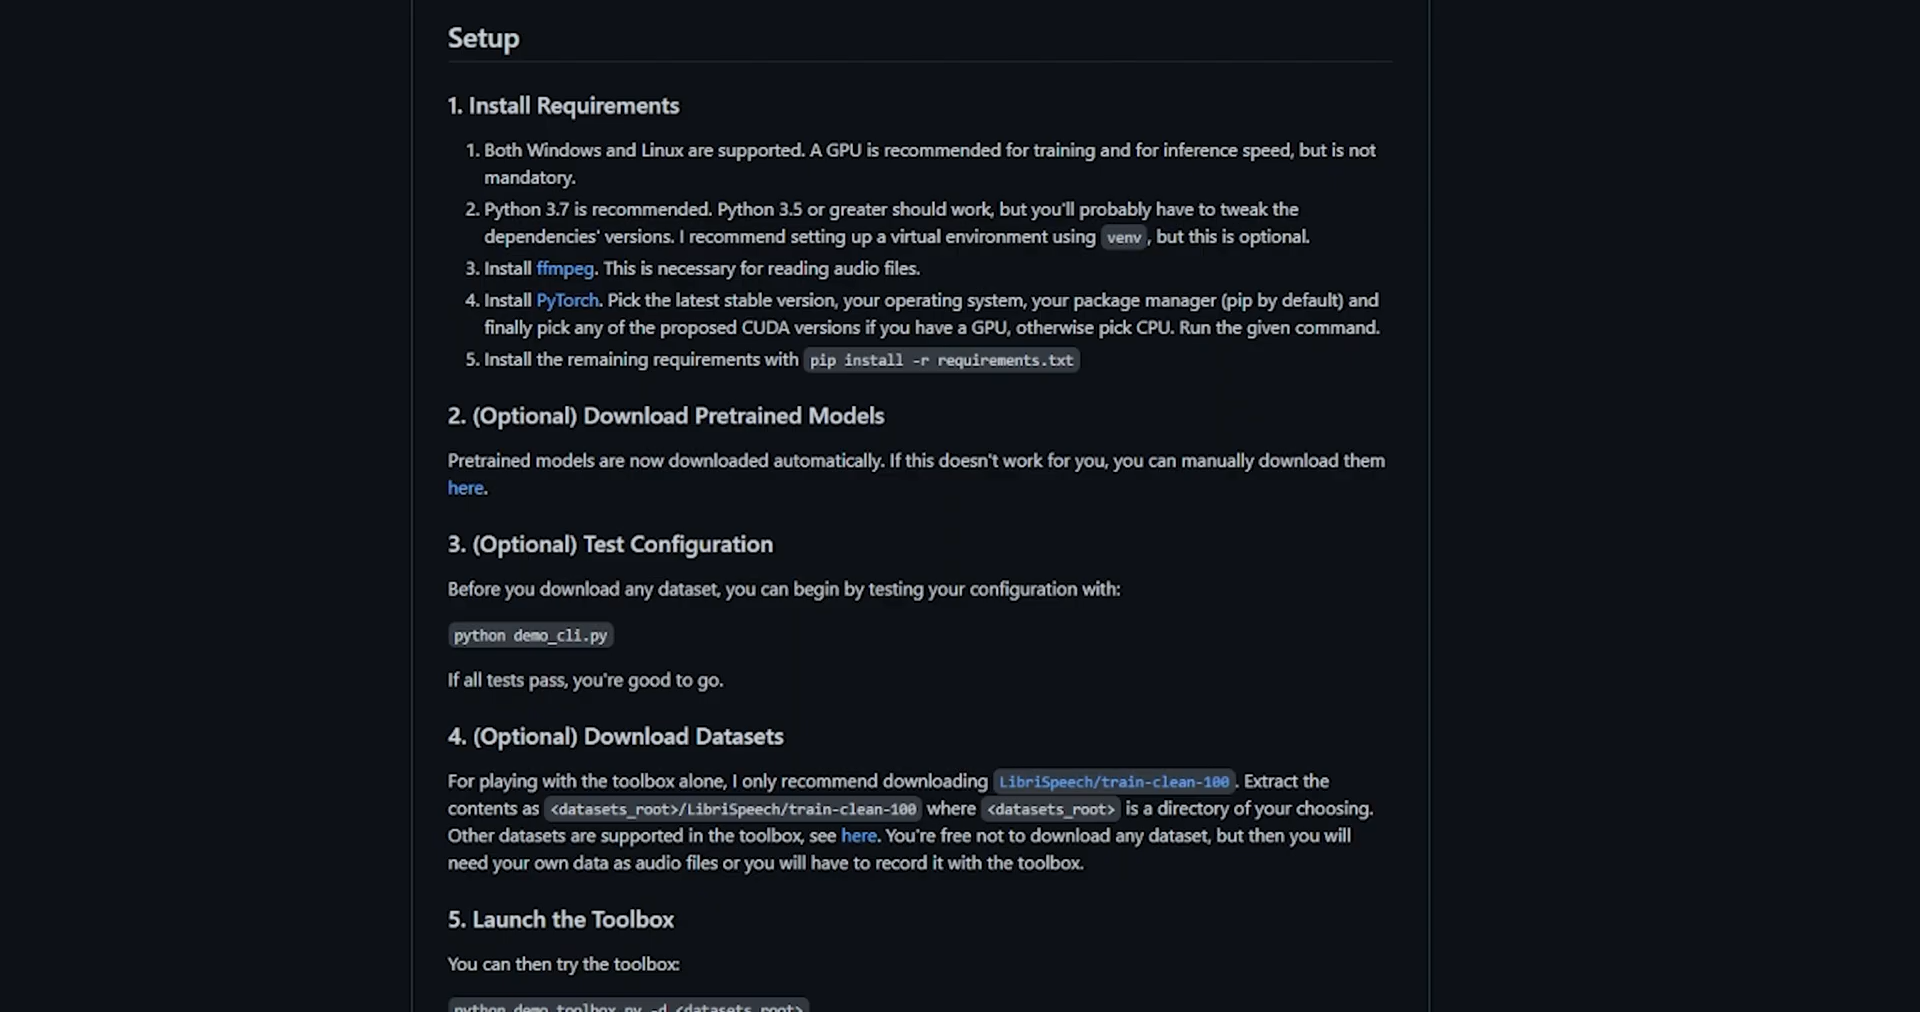 Setup
1. Install Requirements
1. Both Windows and Linux are supported. A GPU is recommended for training and for inference speed, but is not
mandatory.
2. Python 3.7 is recommended. Python 3.5 or greater should work, but you'll probably have to tweak the
dependencies' versions. I recommend setting up a virtual environment using venv, but this is optional.
3. Install ffmpeg. This is necessary for reading audio files.
4. Install PyTorch. Pick the latest stable version, your operating system, your package manager (pip by default) and
finally pick any of the proposed CUDA versions if you have a GPU, otherwise pick CPU. Run the given command.
5. Install the remaining requirements with pip install -r requirements.txt
2. (Optional) Download Pretrained Models
Pretrained models are now downloaded automatically. If this doesn't work for you, you can manually download them
here.
3. (Optional) Test Configuration
Before you download any dataset, you can begin by testing your configuration with:
python demo_cli.py
If all tests pass, you're good to go.
4. (Optional) Download Datasets
For playing with the toolbox alone, I only recommend downloading LibriSpeech/train-clean-100. Extract the
contents as <datasets_root>/LibriSpeech/train-clean-100 where <datasets_root> is a directory of your choosing.
Other datasets are supported in the toolbox, see here. You're free not to download any dataset, but then you will
need your own data as audio files or you will have to record it with the toolbox.
5. Launch the Toolbox
You can then try the toolbox:
python demo_toolbox.py -d <datasets_root>